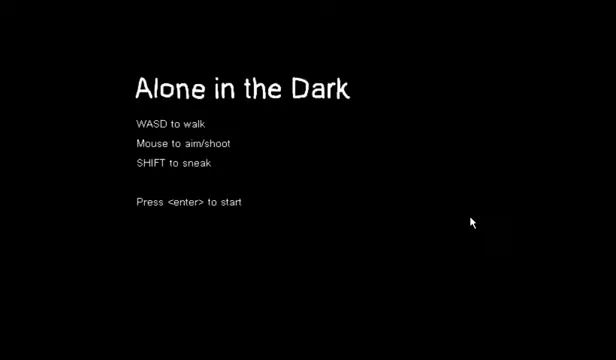 Alone in the Dark
WASD to walk
Mouse to aim/shoot
SHIFT to sneak
Press <enter> to start